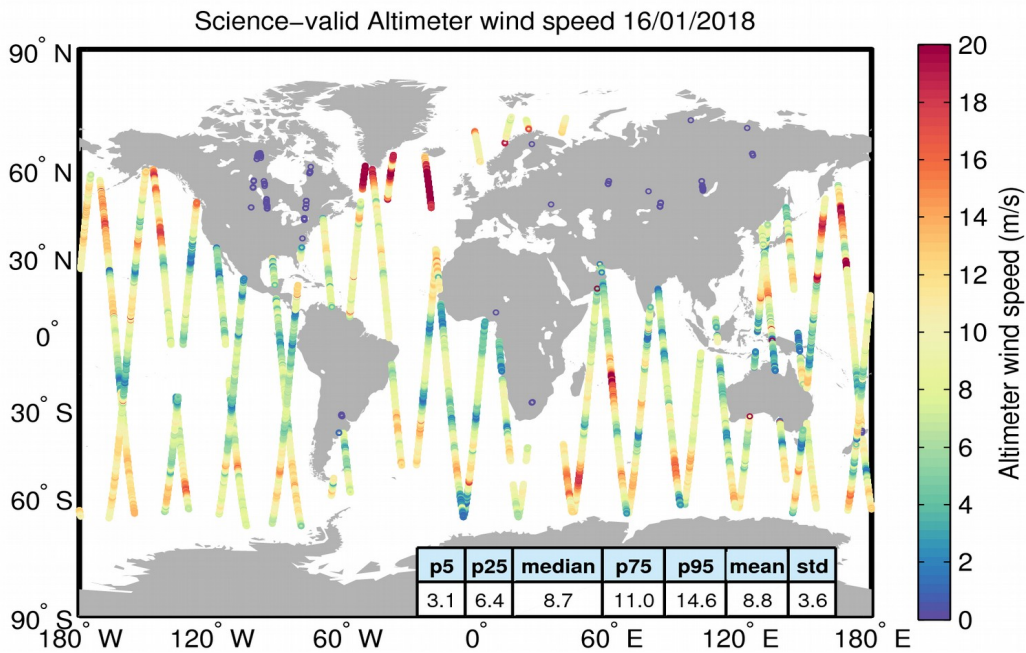 Science−valid Altimeter wind speed 16/01/2018
90° N
60° N
30° N
0°
30° S
60° S
90° S
180° W
120° W
60° W
0°
60° E
120° E
180° E
p5 p25 median p75 p95 mean std
3.1 6.4 8.7 11.0 14.6 8.8 3.6
20
18
16
14
12
10
8
6
4
2
0
Altimeter wind speed (m/s)